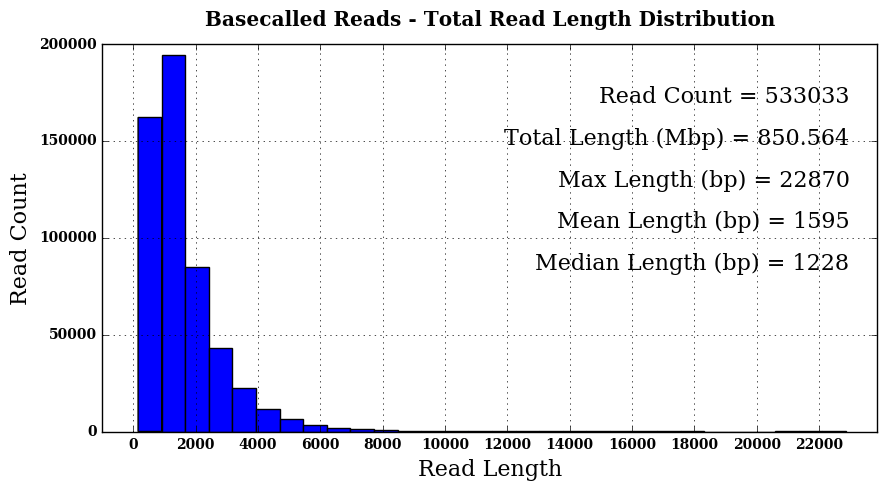 Basecalled Reads - Total Read Length Distribution
200000
Read Count = 533033
150000
Total Length (Mbp) = 850.564
Max Length (bp) = 22870
Mean Length (bp) = 1595
100000
Median Length (bp) = 1228
50000
0
Read Count
0 2000 4000 6000 8000 10000 12000 14000 16000 18000 20000 22000
Read Length